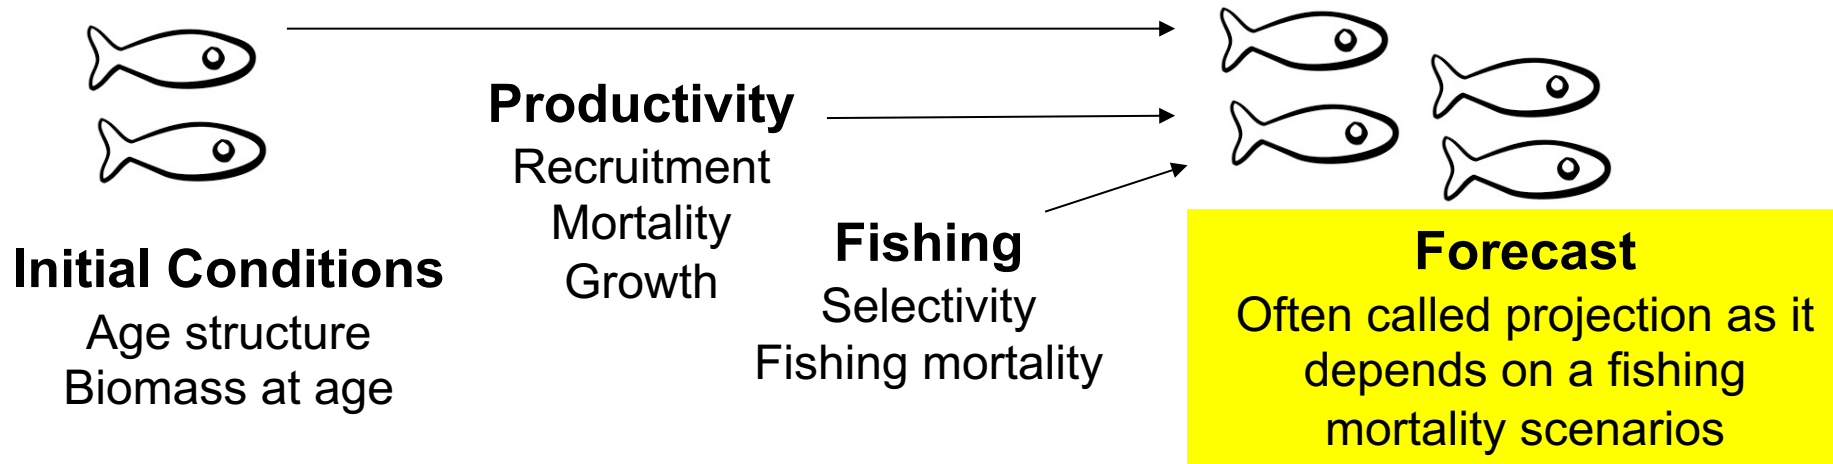 Initial Conditions
Age structure
Biomass at age
Productivity
Recruitment
Mortality
Growth
Fishing
Selectivity
Fishing mortality
Forecast
Often called projection as it
depends on a fishing
mortality scenarios